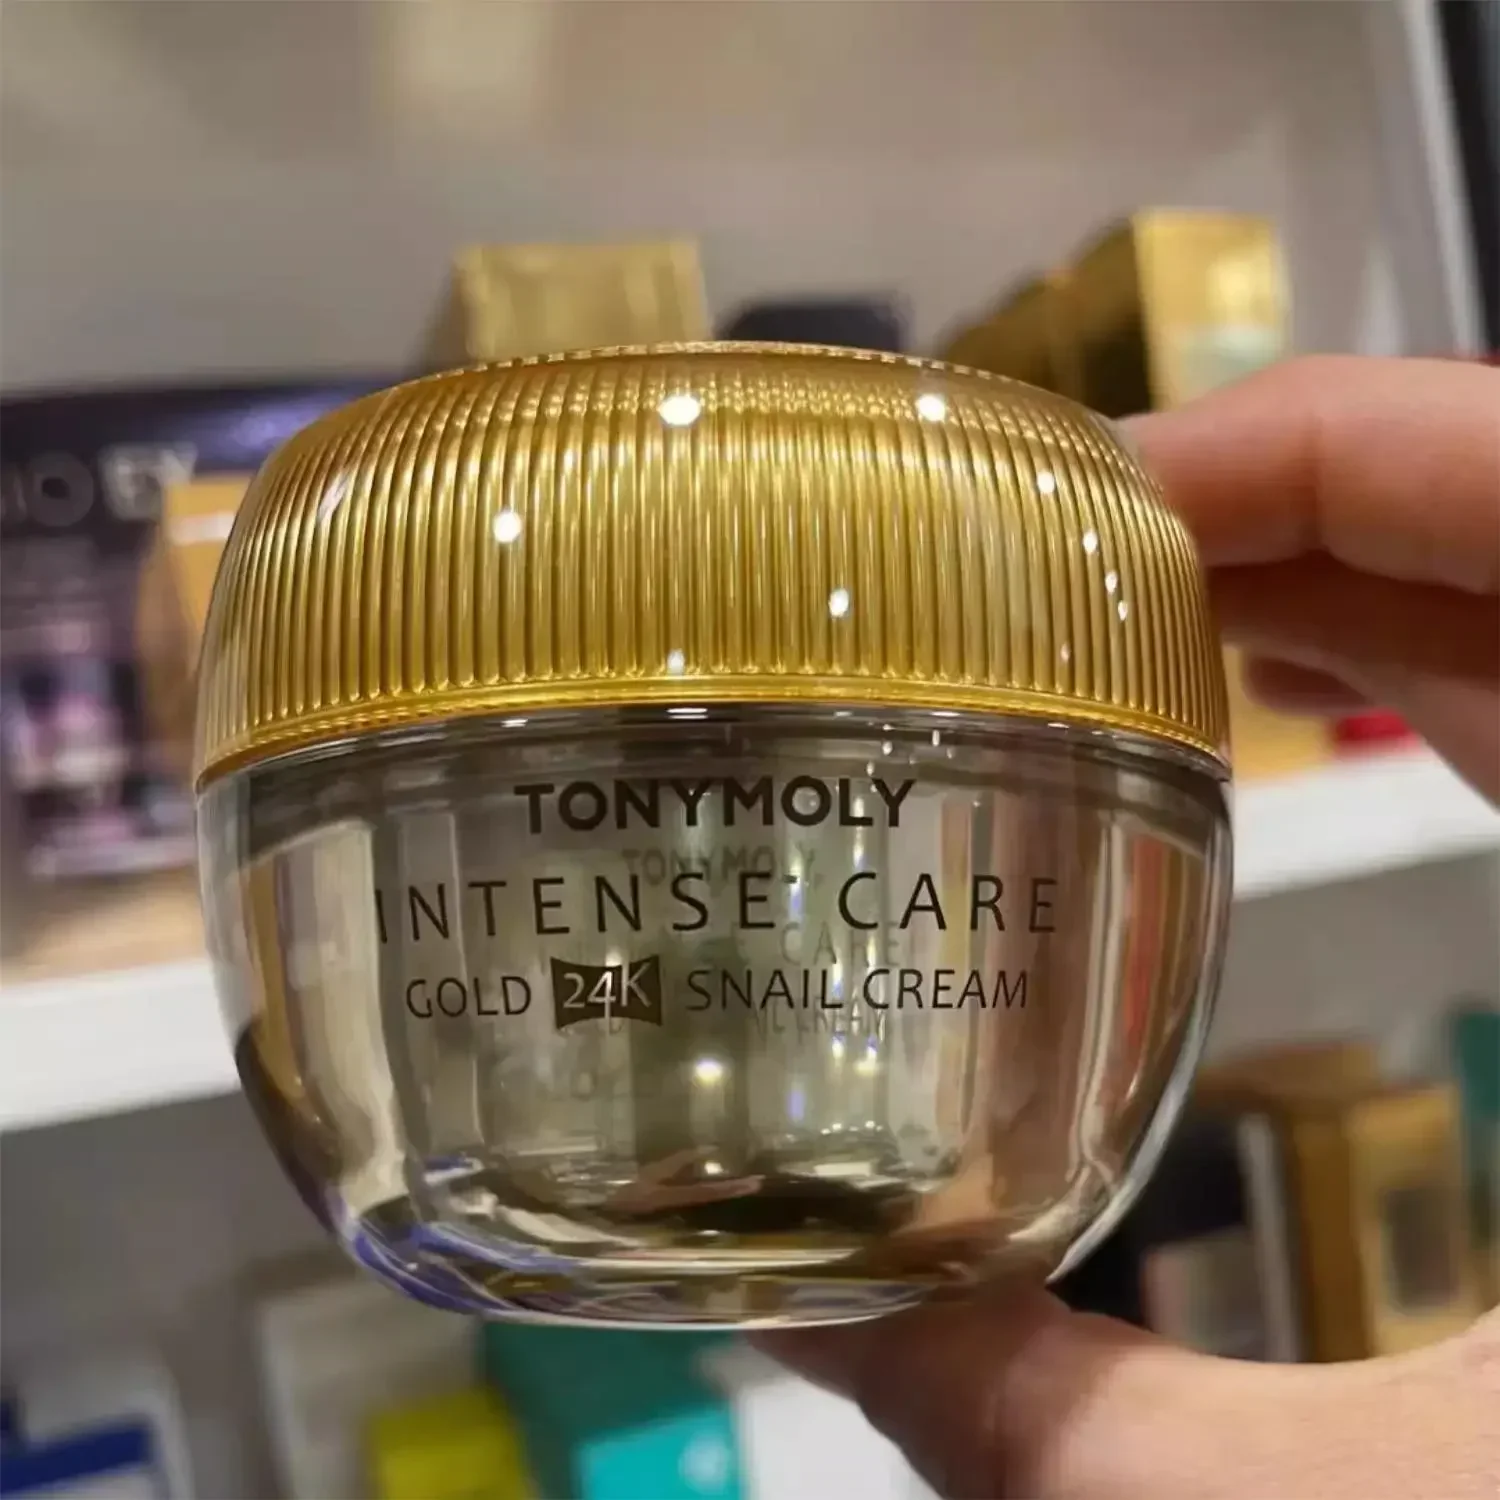 TONYMOLY
INTENSE CARE
GOLD 24K SNAIL CREAM